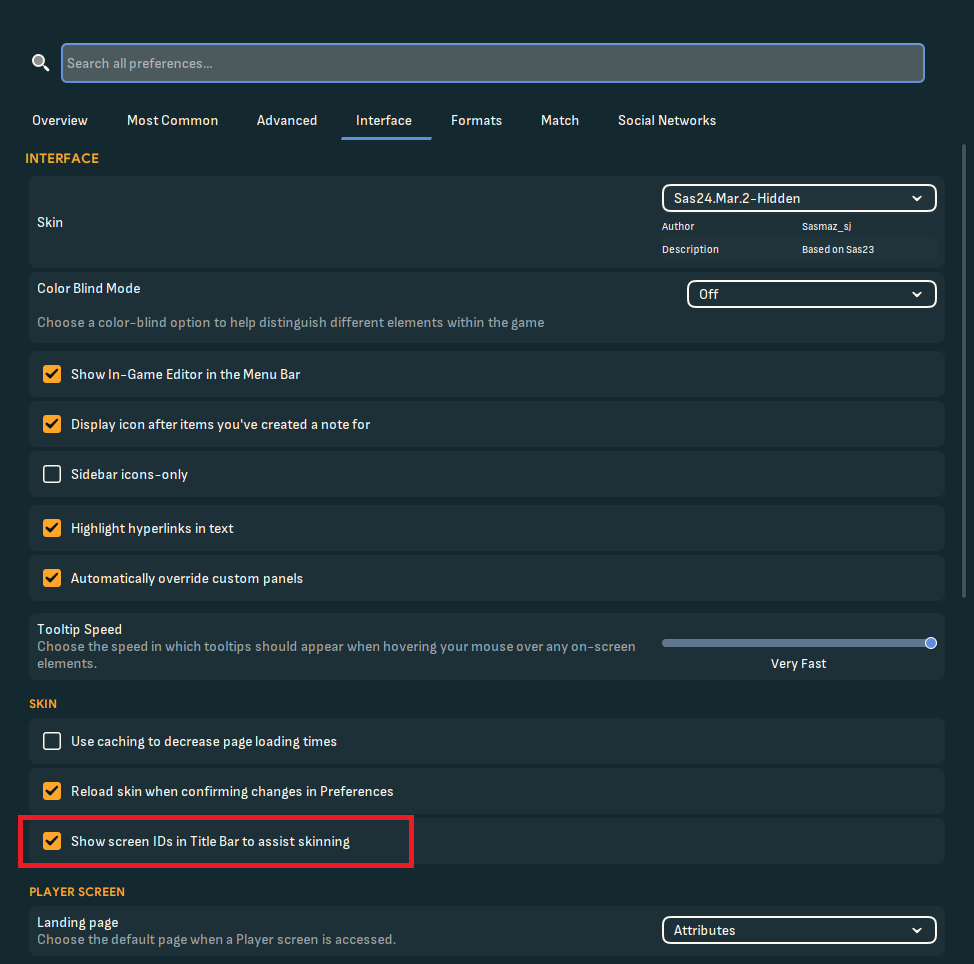 Search all preferences...
Overview
Most Common
Advanced
Interface
Formats
Match
Social Networks
INTERFACE
Skin
Sas24.Mar.2-Hidden
Author
Sasmaz_sj
Description
Based on Sas23
Color Blind Mode
Off
Choose a color-blind option to help distinguish different elements within the game
Show In-Game Editor in the Menu Bar
Display icon after items you've created a note for
Sidebar icons-only
Highlight hyperlinks in text
Automatically override custom panels
Tooltip Speed
Choose the speed in which tooltips should appear when hovering your mouse over any on-screen
elements.
Very Fast
SKIN
Use caching to decrease page loading times
Reload skin when confirming changes in Preferences
Show screen IDs in Title Bar to assist skinning
PLAYER SCREEN
Landing page
Choose the default page when a Player screen is accessed.
Attributes